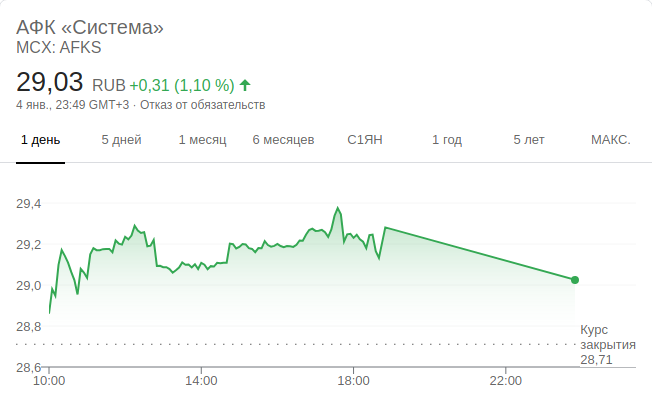 АФК «Система»
MCX: AFKS
29,03 RUB +0,31 (1,10 %)
4 янв., 23:49 GMT+3 · Отказ от обязательств
1 день 5 дней 1 месяц 6 месяцев С1ЯН 1 год 5 лет МАКС.
29,4
29,2
29,0
28,8
Курс
закрытия
28,71
28,6
10:00 14:00 18:00 22:00